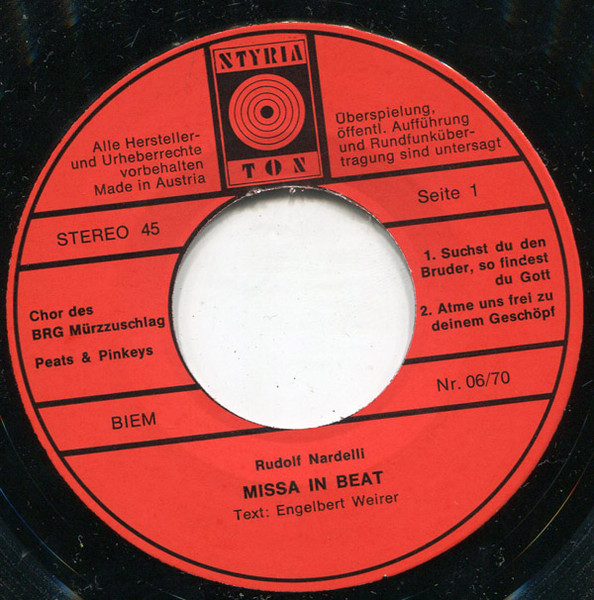 STYRIA
TON
Alle Hersteller-
und Urheberrechte
vorbehalten
Made in Austria
Überspielung,
öffentl. Aufführung
und Rundfunküber-
tragung sind untersagt
STEREO 45
Seite 1
Chor des
BRG Mürzzuschlag
Peats & Pinkeys
1. Suchst du den
Bruder, so findest
du Gott
2. Atme uns frei zu
deinem Geschöpf
BIEM
Nr. 06/70
Rudolf Nardelli
MISSA IN BEAT
Text: Engelbert Weirer